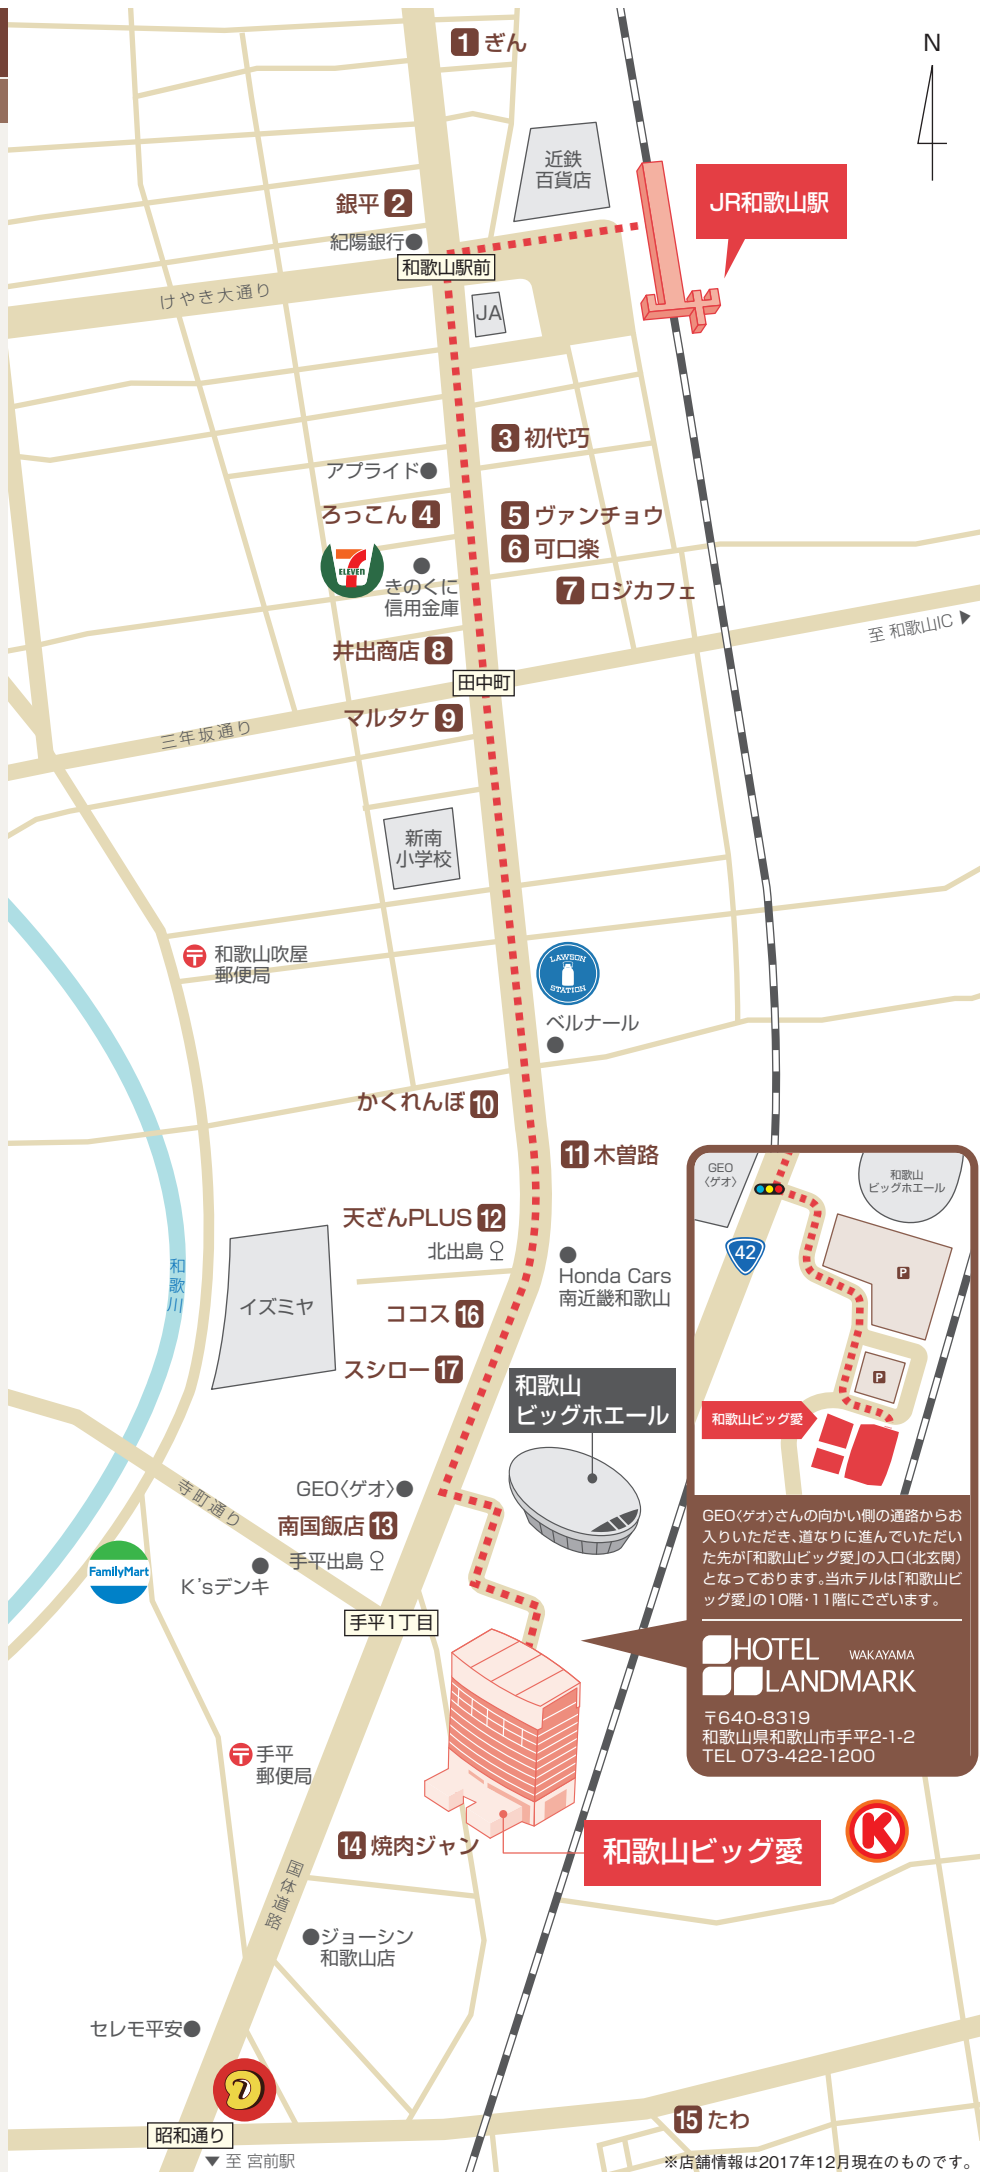 1 ぎん
N
近鉄
百貨店
JR和歌山駅
銀平 2
紀陽銀行
和歌山駅前
けやき大通り
JA
3 初代巧
アプライド
ろっこん 4
5 ヴァンチョウ
6 可口楽
7 ELEVEN
きのくに
信用金庫
7 ロジカフェ
至 和歌山IC ▶
井出商店 8
田中町
マルタケ 9
三年坂通り
新南
小学校
〒 和歌山吹屋
郵便局
LAWSON
STATION
ベルナール
かくれんぼ 10
11 木曽路
天ざんPLUS 12
北出島
Honda Cars
南近畿和歌山
和歌川
イズミヤ
ココス 16
スシロー 17
和歌山
ビッグホエール
寺町通り
GEO〈ゲオ〉
南国飯店 13
手平出島
FamilyMart
K'sデンキ
手平1丁目
〒 手平
郵便局
14 焼肉ジャン
和歌山ビッグ愛
K
国体道路
ジョーシン
和歌山店
セレモ平安
昭和通り
▼ 至 宮前駅
15 たわ
※店舗情報は2017年12月現在のものです。
GEO
〈ゲオ〉
和歌山
ビッグホエール
42
P
P
和歌山ビッグ愛
GEO〈ゲオ〉さんの向かい側の通路からお
入りいただき、道なりに進んでいただい
た先が「和歌山ビッグ愛」の入口(北玄関)
となっております。当ホテルは「和歌山ビ
ッグ愛」の10階・11階にございます。
HOTEL WAKAYAMA
LANDMARK
〒640-8319
和歌山県和歌山市手平2-1-2
TEL 073-422-1200